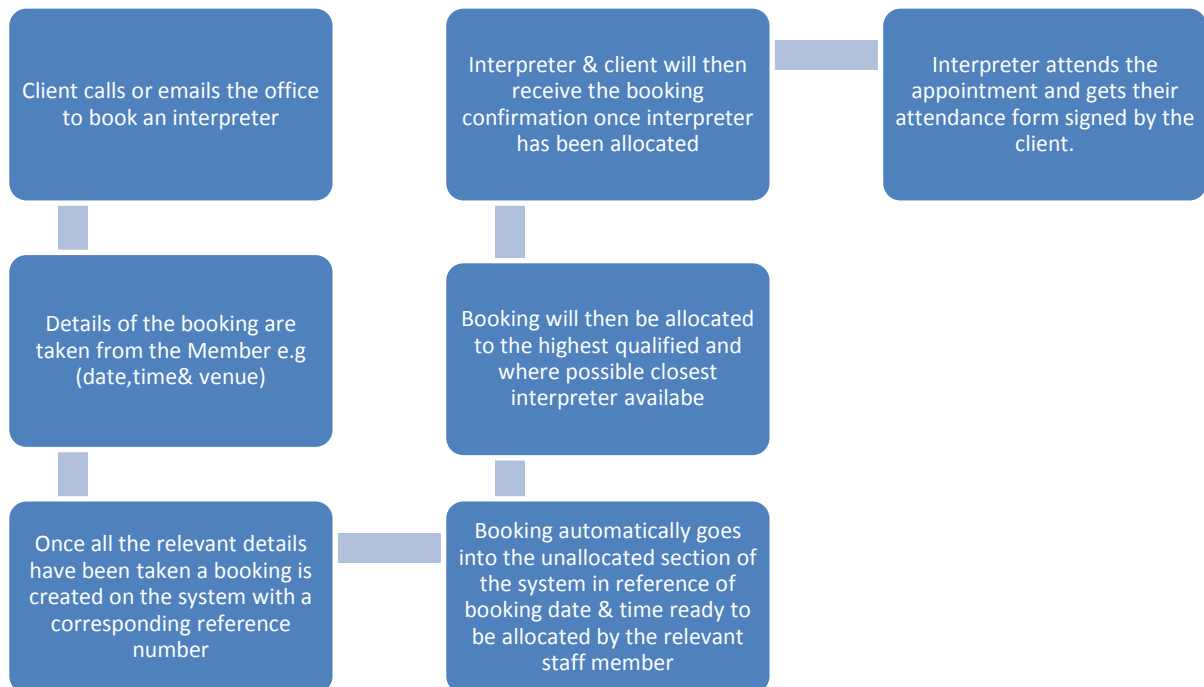 Client calls or emails the office
to book an interpreter
Details of the booking are
taken from the Member e.g
(date,time& venue)
Once all the relevant details
have been taken a booking is
created on the system with a
corresponding reference
number
Booking automatically goes
into the unallocated section of
the system in reference of
booking date & time ready to
be allocated by the relevant
staff member
Booking will then be allocated
to the highest qualified and
where possible closest
interpreter availabe
Interpreter & client will then
receive the booking
confirmation once interpreter
has been allocated
Interpreter attends the
appointment and gets their
attendance form signed by the
client.